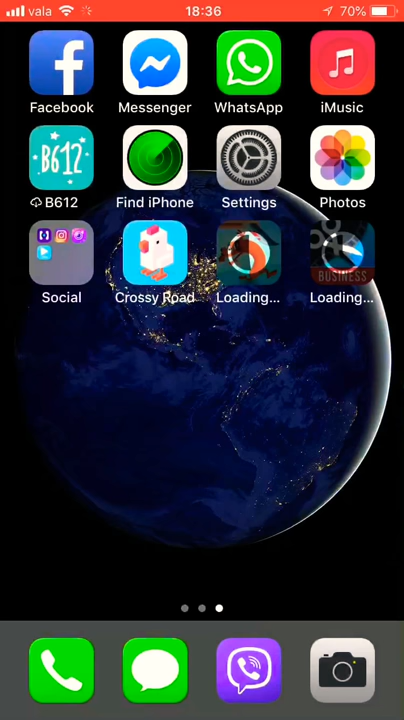 vala 18:36 70%
Facebook Messenger WhatsApp iMusic
B612
B612 Find iPhone Settings Photos
BUSINESS
Social Crossy Road Loading... Loading...